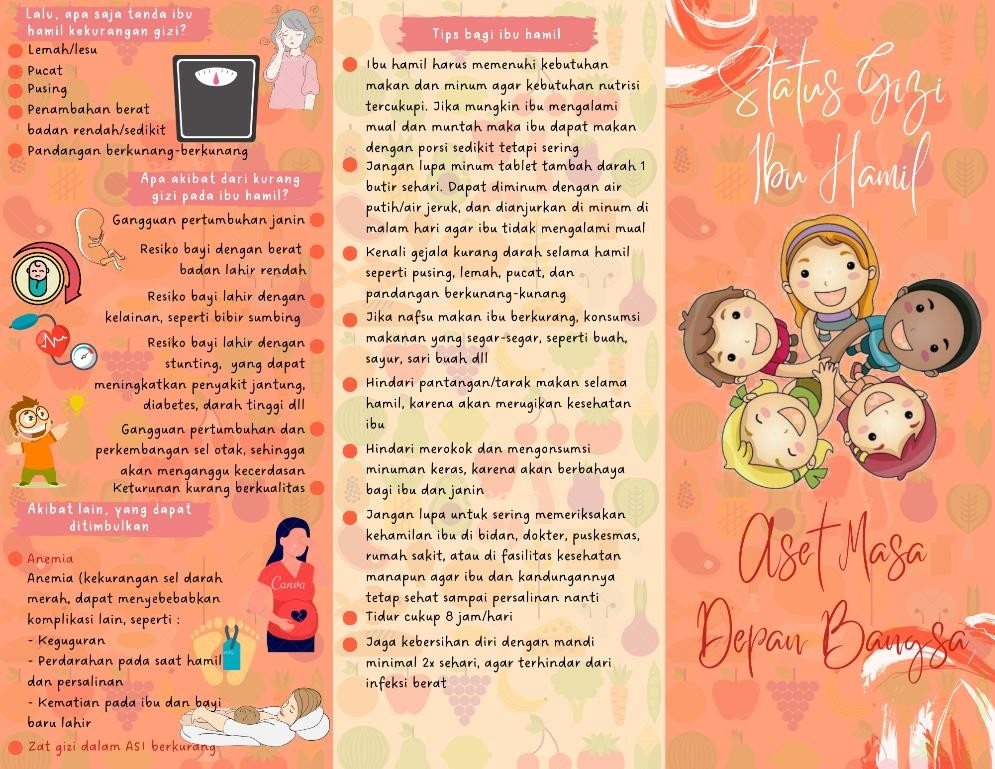 Lalu, apa saja tanda ibu
hamil kekurangan gizi?
Lemah/lesu
Pucat
Pusing
Penambahan berat
badan rendah/sedikit
Pandangan berkunang-berkunang
Apa akibat dari kurang
gizi pada ibu hamil?
Gangguan pertumbuhan janin
Resiko bayi dengan berat
badan lahir rendah
Resiko bayi lahir dengan
kelainan, seperti bibir sumbing
Resiko bayi lahir dengan
stunting, yang dapat
meningkatkan penyakit jantung,
diabetes, darah tinggi dll
Gangguan pertumbuhan dan
perkembangan sel otak, sehingga
akan menganggu kecerdasan
Keturunan kurang berkualitas
Akibat lain, yang dapat
ditimbulkan
Anemia
Anemia (kekurangan sel darah
merah, dapat menyebebabkan
komplikasi lain, seperti :
- Keguguran
- Perdarahan pada saat hamil
dan persalinan
- Kematian pada ibu dan bayi
baru lahir
Zat gizi dalam ASI berkurang
Canva
Tips bagi ibu hamil
Ibu hamil harus memenuhi kebutuhan
makan dan minum agar kebutuhan nutrisi
tercukupi. Jika mungkin ibu mengalami
mual dan muntah maka ibu dapat makan
dengan porsi sedikit tetapi sering
Jangan lupa minum tablet tambah darah 1
butir sehari. Dapat diminum dengan air
putih/air jeruk, dan dianjurkan di minum di
malam hari agar ibu tidak mengalami mual
Kenali gejala kurang darah selama hamil
seperti pusing, lemah, pucat, dan
pandangan berkunang-kunang
Jika nafsu makan ibu berkurang, konsumsi
makanan yang segar-segar, seperti buah,
sayur, sari buah dll
Hindari pantangan/tarak makan selama
hamil, karena akan merugikan kesehatan
ibu
Hindari merokok dan mengonsumsi
minuman keras, karena akan berbahaya
bagi ibu dan janin
Jangan lupa untuk sering memeriksakan
kehamilan ibu di bidan, dokter, puskesmas,
rumah sakit, atau di fasilitas kesehatan
manapun agar ibu dan kandungannya
tetap sehat sampai persalinan nanti
Tidur cukup 8 jam/hari
Jaga kebersihan diri dengan mandi
minimal 2x sehari, agar terhindar dari
infeksi berat
Status Gizi
Ibu Hamil
Aset Masa
Depan Bangsa